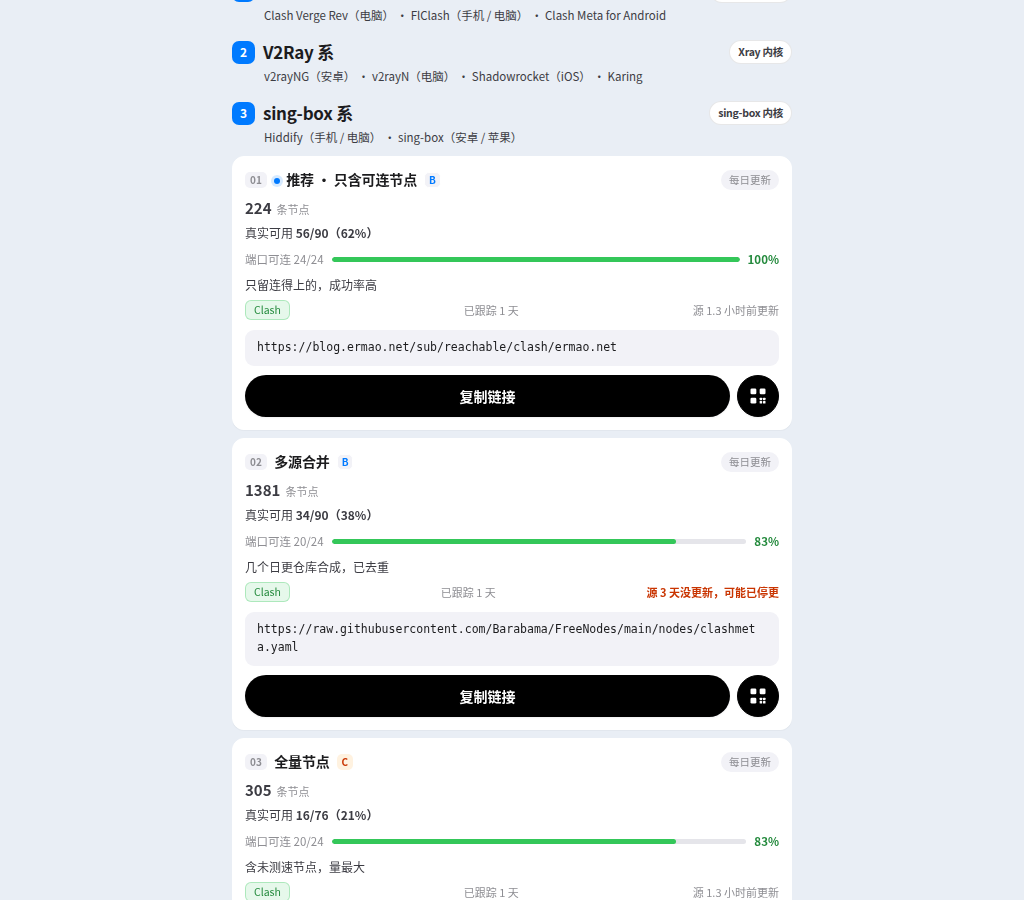 Clash Verge Rev（电脑） · FlClash（手机 / 电脑） · Clash Meta for Android
2 V2Ray 系 Xray 内核
v2rayNG（安卓） · v2rayN（电脑） · Shadowrocket（iOS） · Karing
3 sing-box 系 sing-box 内核
Hiddify（手机 / 电脑） · sing-box（安卓 / 苹果）
01 推荐 · 只含可连节点 B 每日更新
224 条节点
真实可用 56/90（62%）
端口可连 24/24 100%
只留连得上的，成功率高
Clash 已跟踪 1 天 源 1.3 小时前更新
https://blog.ermao.net/sub/reachable/clash/ermao.net
复制链接
02 多源合并 B 每日更新
1381 条节点
真实可用 34/90（38%）
端口可连 20/24 83%
几个日更仓库合成，已去重
Clash 已跟踪 1 天 源 3 天没更新，可能已停更
https://raw.githubusercontent.com/Barabama/FreeNodes/main/nodes/clashmet
a.yaml
复制链接
03 全量节点 C 每日更新
305 条节点
真实可用 16/76（21%）
端口可连 20/24 83%
含未测速节点，量最大
Clash 已跟踪 1 天 源 1.3 小时前更新